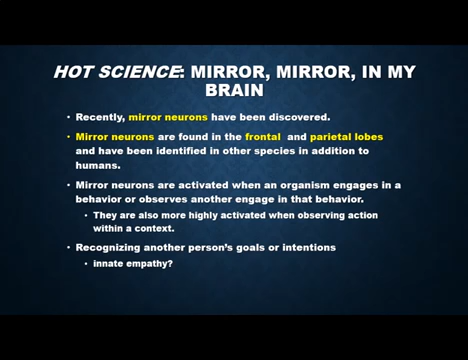 HOT SCIENCE: MIRROR, MIRROR, IN MY
BRAIN
• Recently, mirror neurons have been discovered.
• Mirror neurons are found in the frontal and parietal lobes
and have been identified in other species in addition to
humans.
• Mirror neurons are activated when an organism engages in a
behavior or observes another engage in that behavior.
• They are also more highly activated when observing action
within a context.
• Recognizing another person's goals or intentions
• innate empathy?